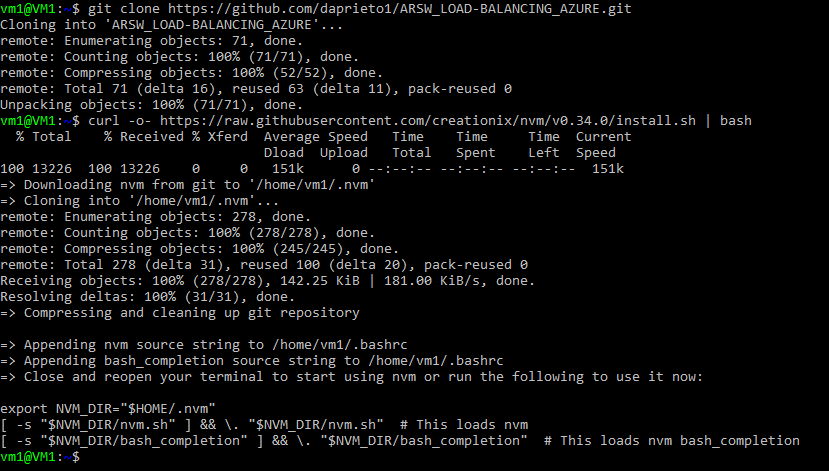 vm1@VM1:~$ git clone https://github.com/daprieto1/ARSW_LOAD-BALANCING_AZURE.git
Cloning into 'ARSW_LOAD-BALANCING_AZURE'...
remote: Enumerating objects: 71, done.
remote: Counting objects: 100% (71/71), done.
remote: Compressing objects: 100% (52/52), done.
remote: Total 71 (delta 16), reused 63 (delta 11), pack-reused 0
Unpacking objects: 100% (71/71), done.
vm1@VM1:~$ curl -o- https://raw.githubusercontent.com/creationix/nvm/v0.34.0/install.sh | bash
  % Total    % Received % Xferd  Average Speed   Time    Time     Time  Current
                                 Dload  Upload   Total   Spent    Left  Speed
100 13226  100 13226    0     0   151k      0 --:--:-- --:--:-- --:--:--  151k
=> Downloading nvm from git to '/home/vm1/.nvm'
=> Cloning into '/home/vm1/.nvm'...
remote: Enumerating objects: 278, done.
remote: Counting objects: 100% (278/278), done.
remote: Compressing objects: 100% (245/245), done.
remote: Total 278 (delta 31), reused 100 (delta 20), pack-reused 0
Receiving objects: 100% (278/278), 142.25 KiB | 181.00 KiB/s, done.
Resolving deltas: 100% (31/31), done.
=> Compressing and cleaning up git repository

=> Appending nvm source string to /home/vm1/.bashrc
=> Appending bash_completion source string to /home/vm1/.bashrc
=> Close and reopen your terminal to start using nvm or run the following to use it now:

export NVM_DIR="$HOME/.nvm"
[ -s "$NVM_DIR/nvm.sh" ] && \. "$NVM_DIR/nvm.sh"  # This loads nvm
[ -s "$NVM_DIR/bash_completion" ] && \. "$NVM_DIR/bash_completion"  # This loads nvm bash_completion
vm1@VM1:~$